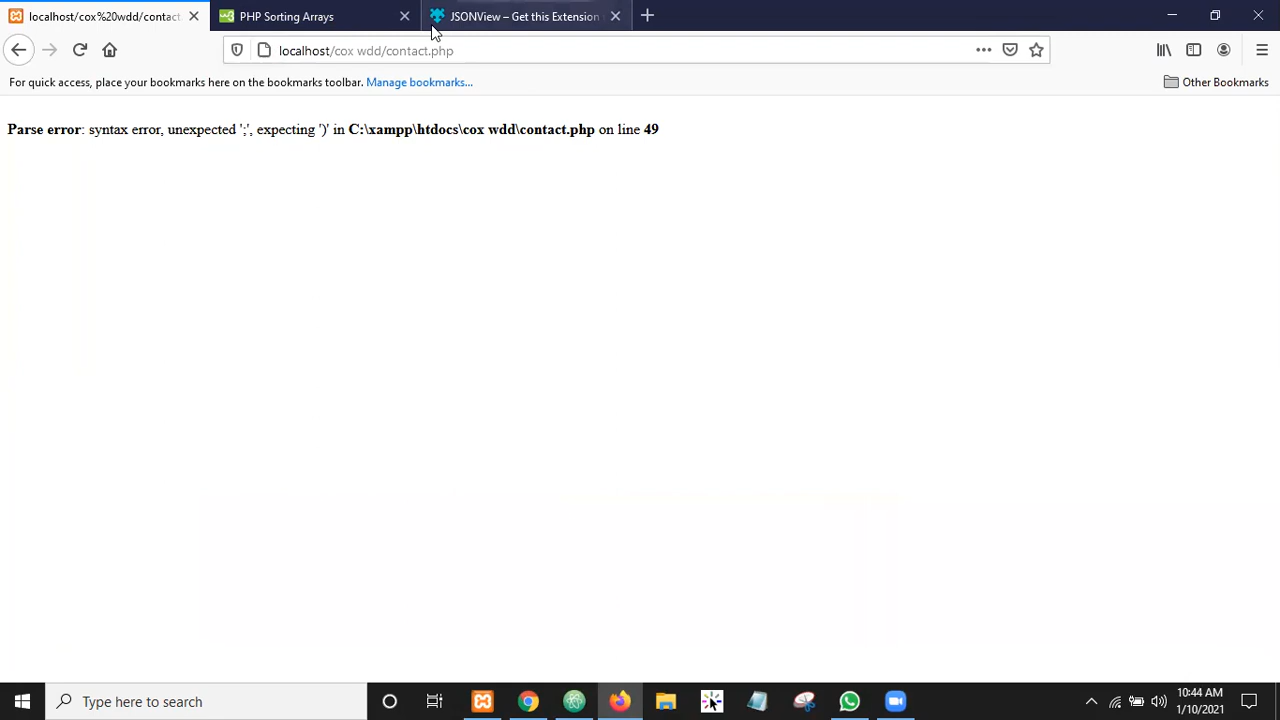 localhost/cox%20wdd/contact
PHP Sorting Arrays
JSONView – Get this Extension
localhost/cox wdd/contact.php
For quick access, place your bookmarks here on the bookmarks toolbar. Manage bookmarks...
Other Bookmarks
Parse error: syntax error, unexpected ';', expecting ')' in C:\xampp\htdocs\cox wdd\contact.php on line 49
Type here to search
10:44 AM
1/10/2021